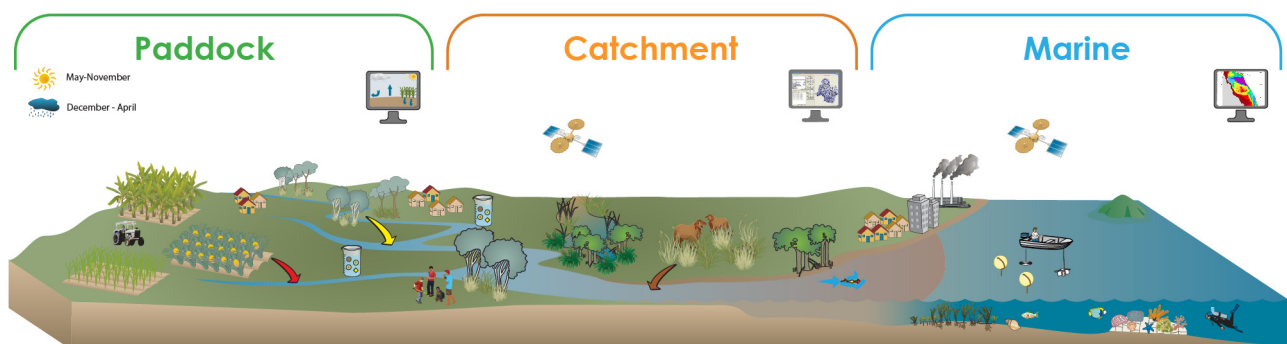 Paddock
Catchment
Marine
May-November
December - April